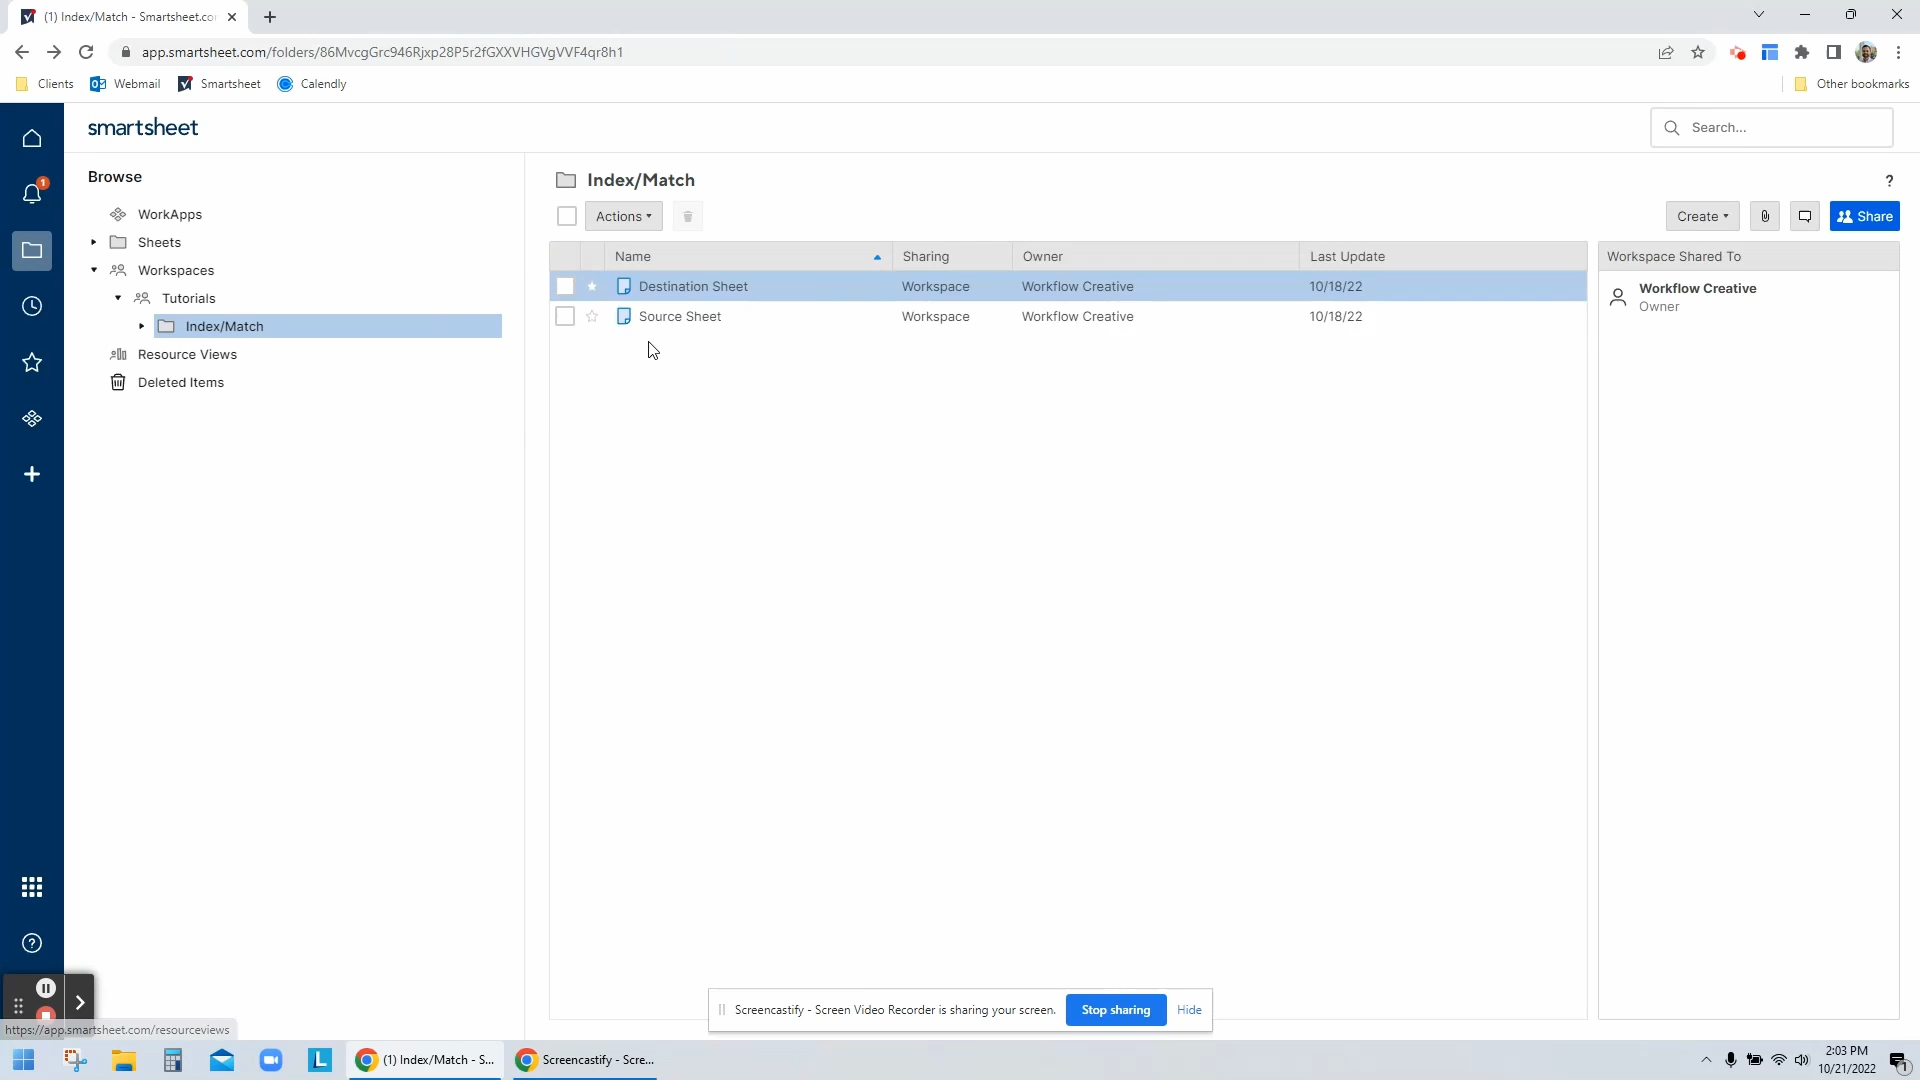 (1) Index/Match - Smartsheet.co
app.smartsheet.com/folders/86MvcgGrc946Rjxp28P5r2fGXXVHGVgVVF4qr8h1
Clients Webmail Smartsheet Calendly Other bookmarks
smartsheet
Search...
1
Browse
WorkApps
Sheets
Workspaces
Tutorials
Index/Match
Resource Views
Deleted Items
Index/Match
?
Actions
Create
Share
Name Sharing Owner Last Update
Destination Sheet Workspace Workflow Creative 10/18/22
Source Sheet Workspace Workflow Creative 10/18/22
Workspace Shared To
Workflow Creative
Owner
?
Screencastify - Screen Video Recorder is sharing your screen. Stop sharing Hide
https://app.smartsheet.com/resourceviews
L
(1) Index/Match - S...
Screencastify - Scre...
2:03 PM
10/21/2022
1